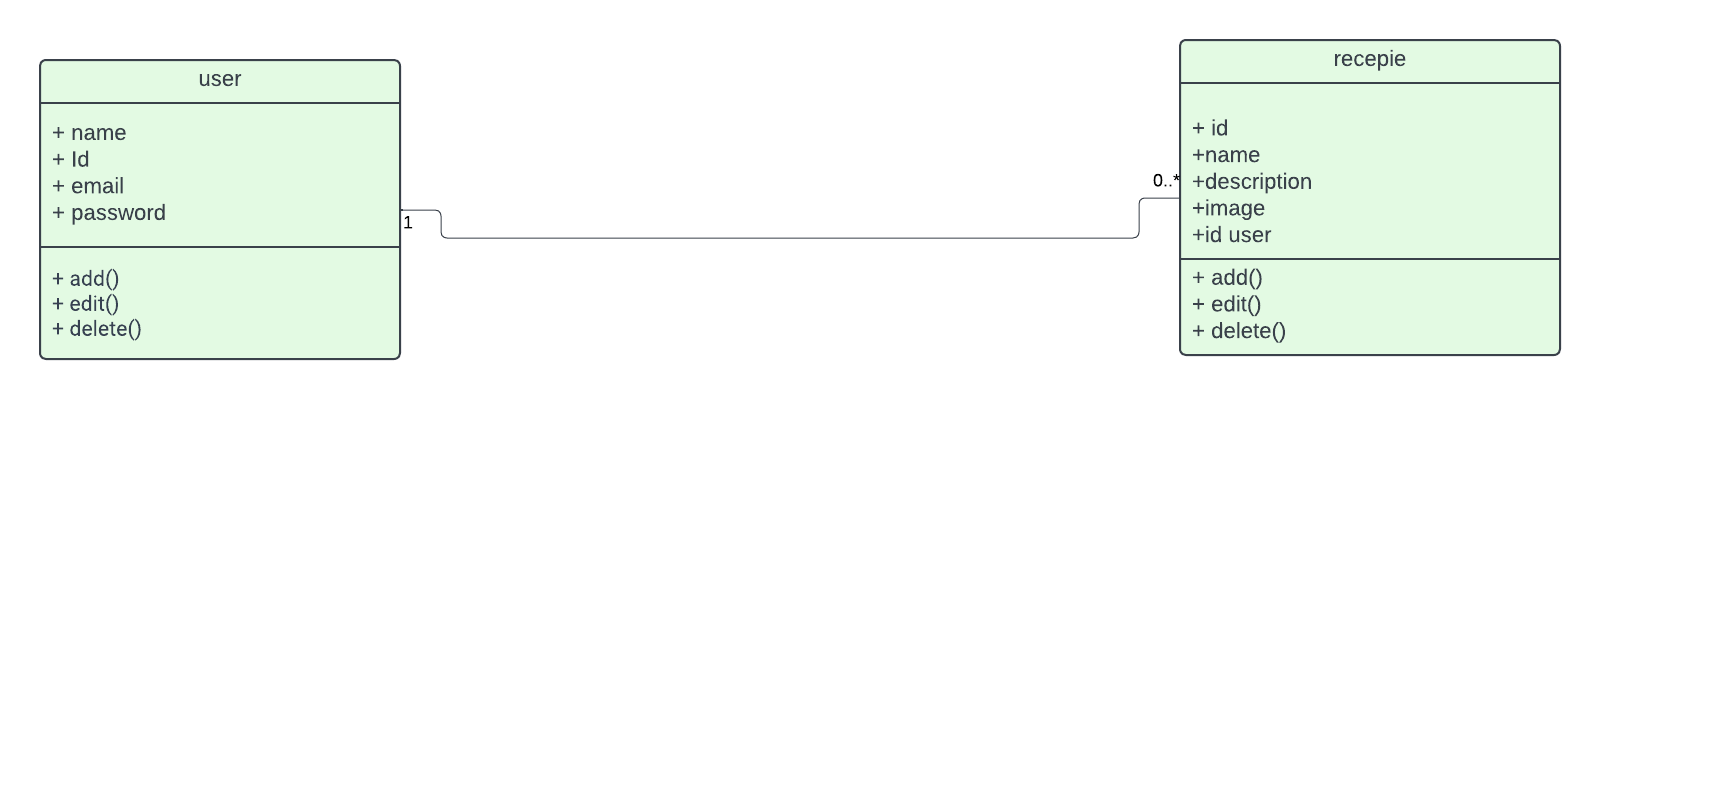 user
+ name
+ Id
+ email
+ password
+ add()
+ edit()
+ delete()
1
0..*
recepie
+ id
+name
+description
+image
+id user
+ add()
+ edit()
+ delete()